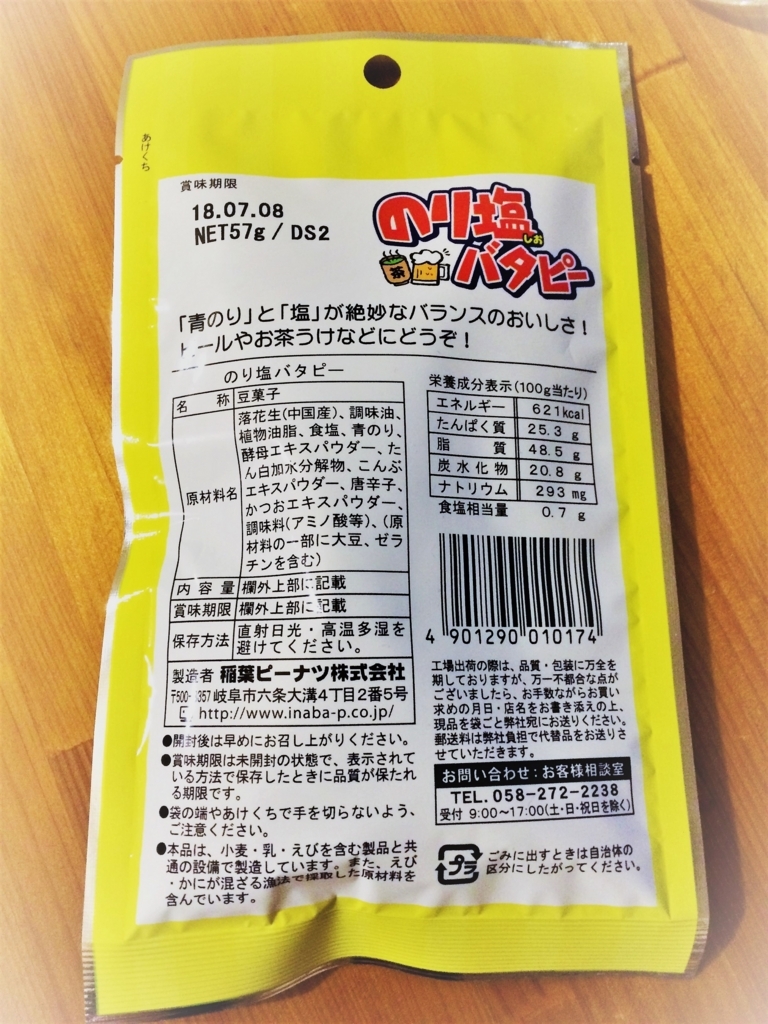 あけくち
賞味期限
18.07.08
NET57g / DS2
のり塩
しお
バタピー
茶
「青のり」と「塩」が絶妙なバランスのおいしさ!
ールやお茶うけなどにどうぞ!
のり塩バタピー
名 称 豆菓子
原材料名 落花生(中国産)、調味油、
植物油脂、食塩、青のり、
酵母エキスパウダー、たん
白加水分解物、こんぶ
エキスパウダー、唐辛子、
かつおエキスパウダー、
調味料(アミノ酸等)、(原
材料の一部に大豆、ゼラ
チンを含む)
内 容 量 欄外上部に記載
賞味期限 欄外上部に記載
保存方法 直射日光・高温多湿を
避けてください。
製造者 稲葉ピーナツ株式会社
〒500-8357 岐阜市六条大溝4丁目2番5号
http://www.inaba-p.co.jp/
●開封後は早めにお召し上がりください。
●賞味期限は未開封の状態で、表示されて
いる方法で保存したときに品質が保たれ
る期限です。
●袋の端やあけくちで手を切らないよう、
ご注意ください。
●本品は、小麦・乳・えびを含む製品と共
通の設備で製造しています。また、えび
・かにが混ざる漁法で採取した原材料を
含んでいます。
栄養成分表示(100g当たり)
エネルギー 621kcal
たんぱく質 25.3 g
脂 質 48.5 g
炭水化物 20.8 g
ナトリウム 293 mg
食塩相当量 0.7 g
4 901290 010174
工場出荷の際は、品質・包装に万全を
期しておりますが、万一不都合な点が
ございましたら、お手数ながらお買い
求めの月日・店名をお書き添えの上、
現品を袋ごと弊社宛にお送りください。
郵送料は弊社負担で代替品をお送りさ
せていただきます。
お問い合わせ:お客様相談室
TEL.058-272-2238
受付 9:00〜17:00(土・日・祝日を除く)
プラ
ごみに出すときは自治体の
区分にしたがってください。